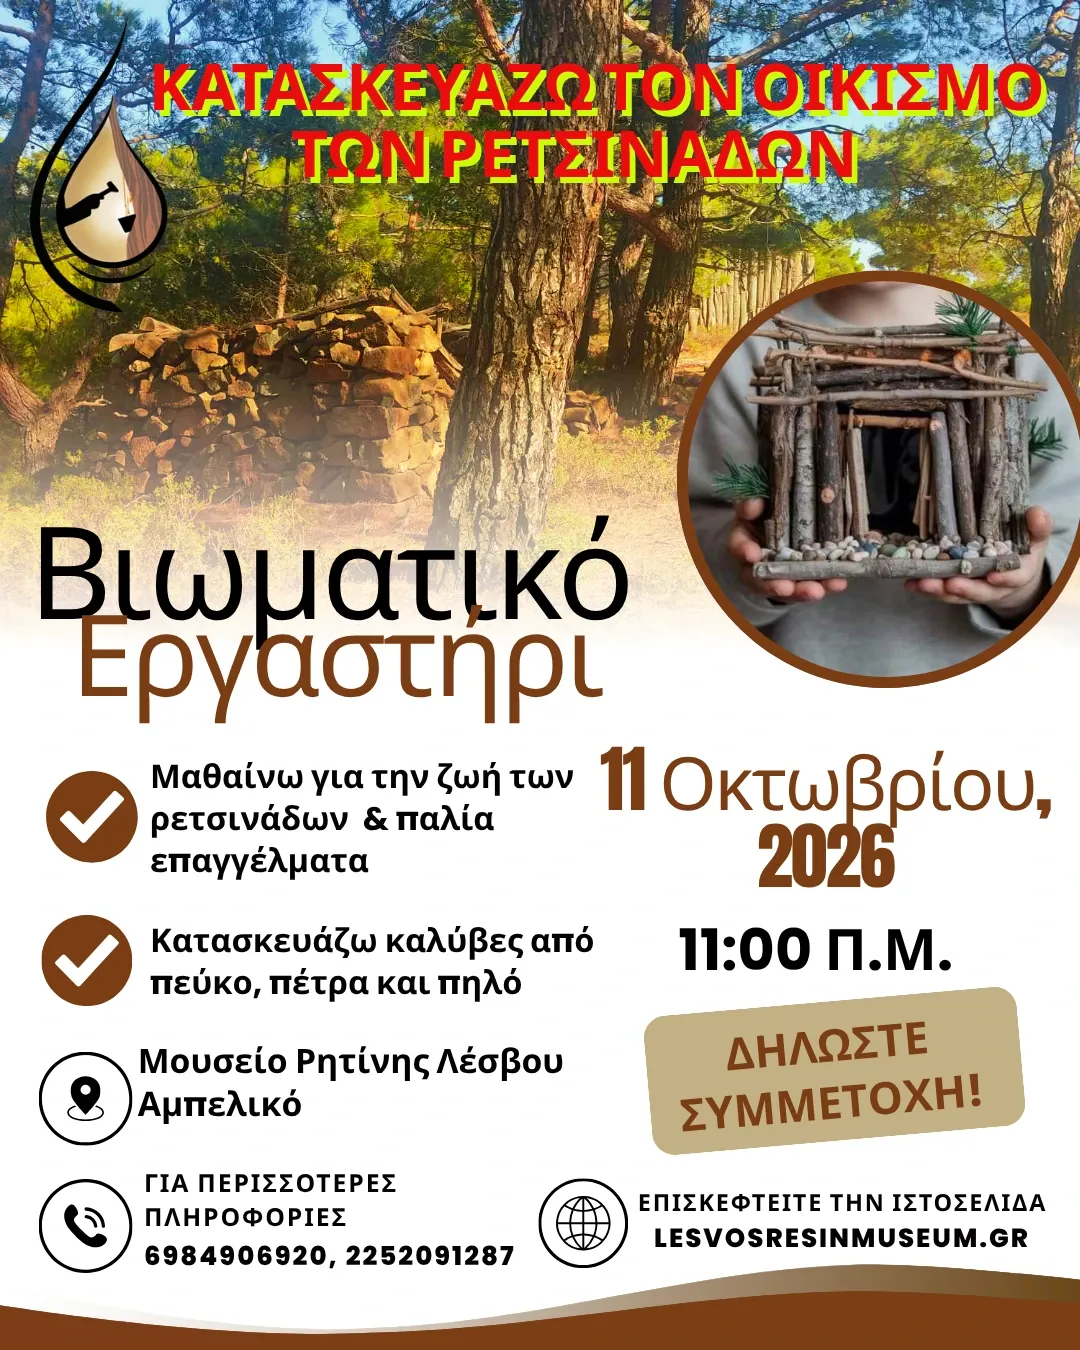 ΚΑΤΑΣΚΕΥΑΖΩ ΤΟΝ ΟΙΚΙΣΜΟ
ΤΩΝ ΡΕΤΣΙΝΑΔΩΝ
Βιωματικό
Εργαστήρι
Μαθαίνω για την ζωή των
ρετσινάδων & παλία
επαγγέλματα
Κατασκευάζω καλύβες από
πεύκο, πέτρα και πηλό
Μουσείο Ρητίνης Λέσβου
Αμπελικό
ΓΙΑ ΠΕΡΙΣΣΟΤΕΡΕΣ
ΠΛΗΡΟΦΟΡΙΕΣ
6984906920, 2252091287
11 Οκτωβρίου,
2026
11:00 Π.Μ.
ΔΗΛΩΣΤΕ
ΣΥΜΜΕΤΟΧΗ!
ΕΠΙΣΚΕΦΤΕΙΤΕ ΤΗΝ ΙΣΤΟΣΕΛΙΔΑ
LESVOSRESINMUSEUM.GR